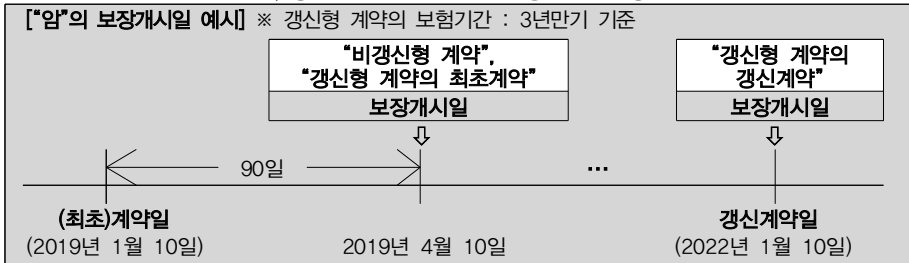 ["암"의 보장개시일 예시] ※ 갱신형 계약의 보험기간 : 3년만기 기준
"비갱신형 계약",
"갱신형 계약의 최초계약"
보장개시일
"갱신형 계약의
갱신계약"
보장개시일
90일
...
(최초)계약일
(2019년 1월 10일)
2019년 4월 10일
갱신계약일
(2022년 1월 10일)